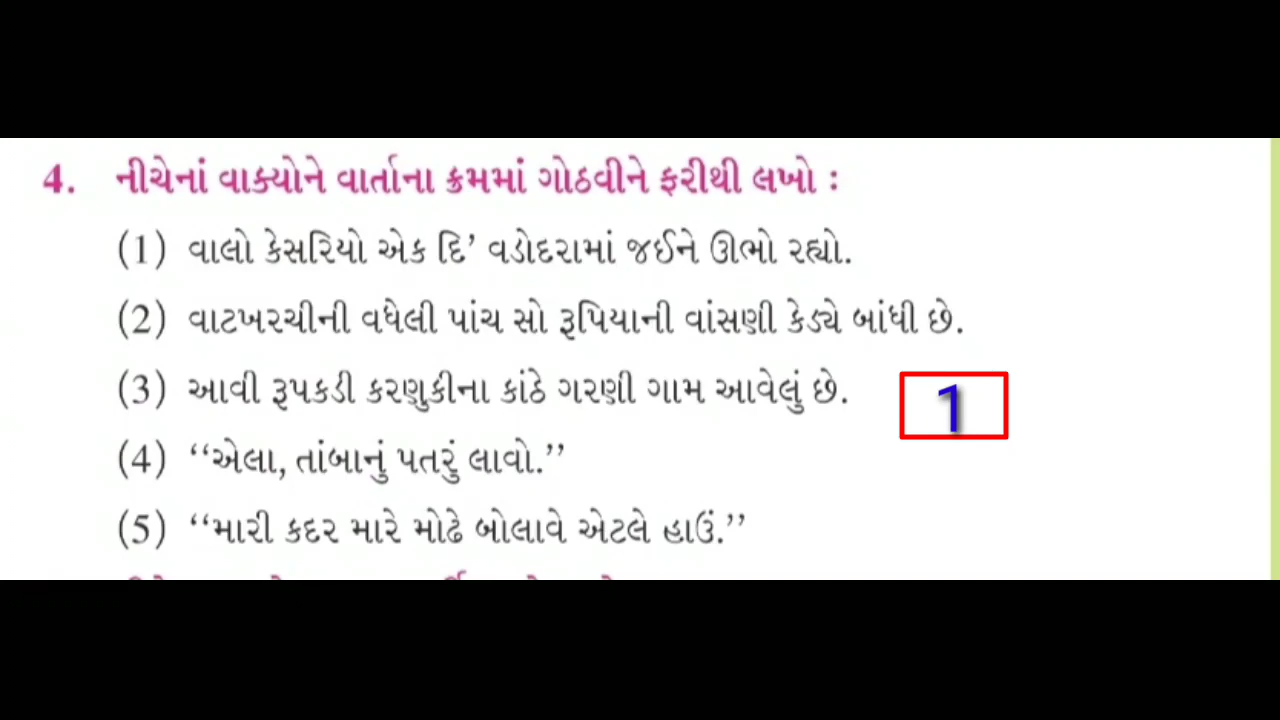 4. નીચેનાં વાક્યોને વાર્તાના ક્રમમાં ગોઠવીને ફરીથી લખો :
(1) વાલો કેસરિયો એક દિ’ વડોદરામાં જઈને ઊભો રહ્યો.
(2) વાટખરચીની વધેલી પાંચ સો રૂપિયાની વાંસણી કેડ્યે બાંધી છે.
(3) આવી રૂપકડી કરણુકીના કાંઠે ગરણી ગામ આવેલું છે. 1
(4) ‘‘એલા, તાંબાનું પતરું લાવો.’’
(5) ‘‘મારી કદર મારે મોઢે બોલાવે એટલે હાઉં.’’